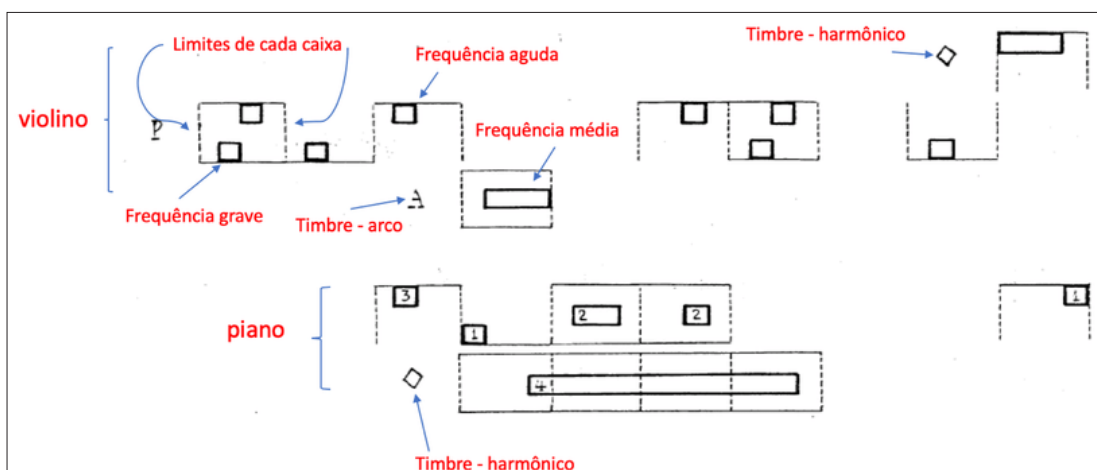 Timbre - harmônico
Limites de cada caixa
Frequência aguda
violino
P
Frequência média
Frequência grave
A
Timbre - arco
3
1
2
2
1
piano
4
Timbre - harmônico